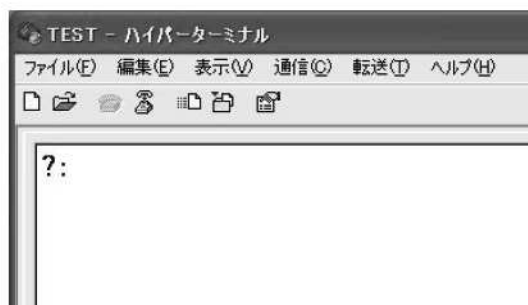 TEST - ハイパーターミナル
ファイル(F) 編集(E) 表示(V) 通信(C) 転送(T) ヘルプ(H)
?: